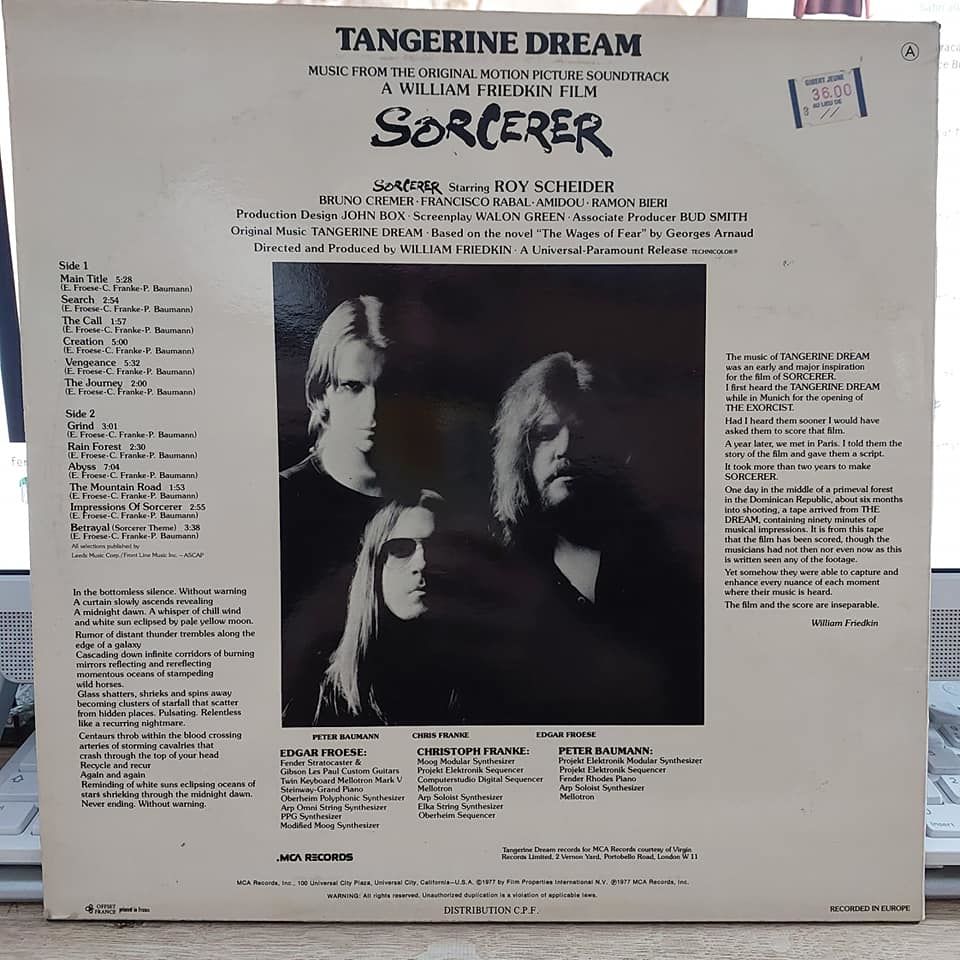 TANGERINE DREAM
MUSIC FROM THE ORIGINAL MOTION PICTURE SOUNDTRACK
A WILLIAM FRIEDKIN FILM
SORCERER
A
GIBERT JEUNE
36.00
AU LIEU DE
SORCERER Starring ROY SCHEIDER
BRUNO CREMER · FRANCISCO RABAL · AMIDOU · RAMON BIERI
Production Design JOHN BOX · Screenplay WALON GREEN · Associate Producer BUD SMITH
Original Music TANGERINE DREAM · Based on the novel “The Wages of Fear” by Georges Arnaud
Directed and Produced by WILLIAM FRIEDKIN · A Universal-Paramount Release TECHNICOLOR®
Side 1
Main Title 5:28
(E. Froese-C. Franke-P. Baumann)
Search 2:54
(E. Froese-C. Franke-P. Baumann)
The Call 1:57
(E. Froese-C. Franke-P. Baumann)
Creation 5:00
(E. Froese-C. Franke-P. Baumann)
Vengeance 5:32
(E. Froese-C. Franke-P. Baumann)
The Journey 2:00
(E. Froese-C. Franke-P. Baumann)
Side 2
Grind 3:01
(E. Froese-C. Franke-P. Baumann)
Rain Forest 2:30
(E. Froese-C. Franke-P. Baumann)
Abyss 7:04
(E. Froese-C. Franke-P. Baumann)
The Mountain Road 1:53
(E. Froese-C. Franke-P. Baumann)
Impressions Of Sorcerer 2:55
(E. Froese-C. Franke-P. Baumann)
Betrayal (Sorcerer Theme) 3:38
(E. Froese-C. Franke-P. Baumann)
All selections published by
Leeds Music Corp./Front Line Music Inc. — ASCAP
In the bottomless silence. Without warning
A curtain slowly ascends revealing
A midnight dawn. A whisper of chill wind
and white sun eclipsed by pale yellow moon.
Rumor of distant thunder trembles along the
edge of a galaxy
Cascading down infinite corridors of burning
mirrors reflecting and rereflecting
momentous oceans of stampeding
wild horses.
Glass shatters, shrieks and spins away
becoming clusters of starfall that scatter
from hidden places. Pulsating. Relentless
like a recurring nightmare.
Centaurs throb within the blood crossing
arteries of storming cavalries that
crash through the top of your head
Recycle and recur
Again and again
Reminding of white suns eclipsing oceans of
stars shrieking through the midnight dawn.
Never ending. Without warning.
The music of TANGERINE DREAM
was an early and major inspiration
for the film of SORCERER.
I first heard the TANGERINE DREAM
while in Munich for the opening of
THE EXORCIST.
Had I heard them sooner I would have
asked them to score that film.
A year later, we met in Paris. I told them the
story of the film and gave them a script.
It took more than two years to make
SORCERER.
One day in the middle of a primeval forest
in the Dominican Republic, about six months
into shooting, a tape arrived from THE
DREAM, containing ninety minutes of
musical impressions. It is from this tape
that the film has been scored, though the
musicians had not then nor even now as this
is written seen any of the footage.
Yet somehow they were able to capture and
enhance every nuance of each moment
where their music is heard.
The film and the score are inseparable.
William Friedkin
PETER BAUMANN CHRIS FRANKE EDGAR FROESE
EDGAR FROESE:
Fender Stratocaster &
Gibson Les Paul Custom Guitars
Twin Keyboard Mellotron Mark V
Steinway-Grand Piano
Oberheim Polyphonic Synthesizer
Arp Omni String Synthesizer
PPG Synthesizer
Modified Moog Synthesizer
CHRISTOPH FRANKE:
Moog Modular Synthesizer
Projekt Elektronik Sequencer
Computerstudio Digital Sequencer
Mellotron
Arp Soloist Synthesizer
Elka String Synthesizer
Oberheim Sequencer
PETER BAUMANN:
Projekt Elektronik Modular Synthesizer
Projekt Elektronik Sequencer
Fender Rhodes Piano
Arp Soloist Synthesizer
Mellotron
.MCA RECORDS
Tangerine Dream records for MCA Records courtesy of Virgin
Records Limited, 2 Vernon Yard, Portobello Road, London W 11
MCA Records, Inc., 100 Universal City Plaza, Universal City, California—U.S.A. ©1977 by Film Properties International N.V. ℗1977 MCA Records, Inc.
WARNING: All rights reserved. Unauthorized duplication is a violation of applicable laws.
OFFSET
FRANCE printed in France
DISTRIBUTION C.P.F.
RECORDED IN EUROPE